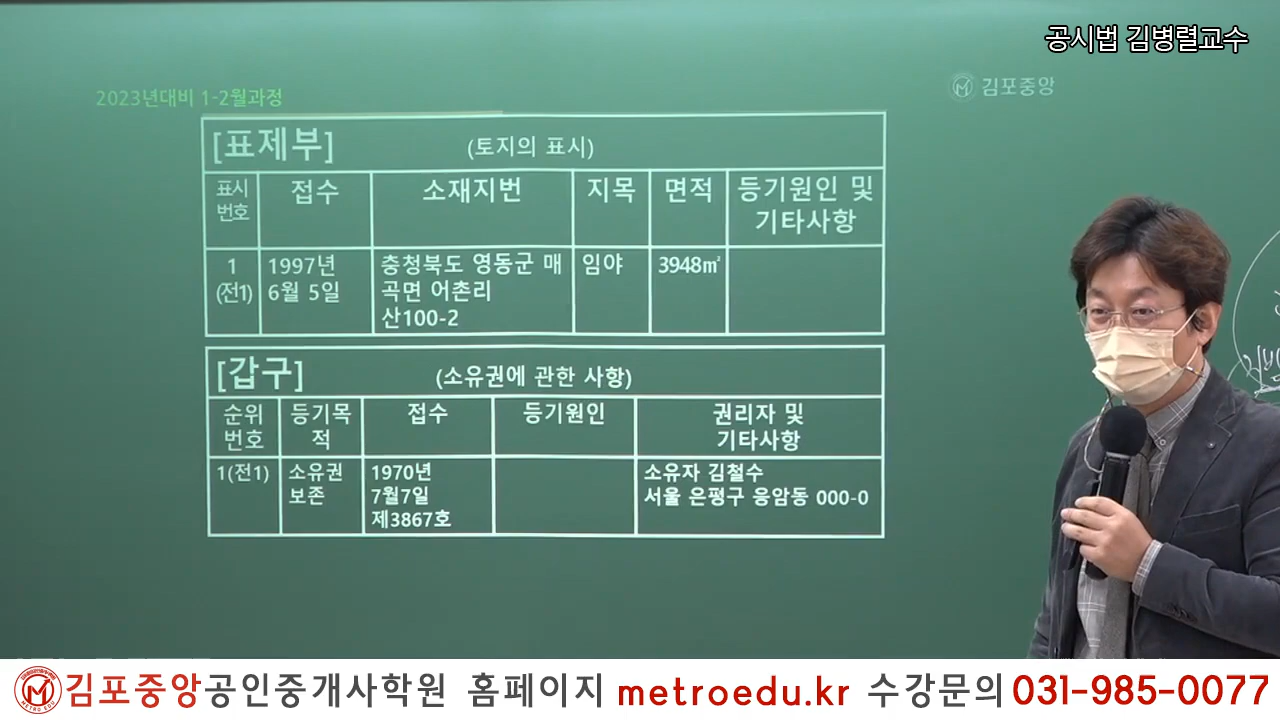 공시법 김병렬교수
2023년대비 1-2월과정
김포중앙
[표제부] (토지의 표시)
표시번호 접수 소재지번 지목 면적 등기원인 및 기타사항
1 (전1) 1997년 6월 5일 충청북도 영동군 매곡면 어촌리 산100-2 임야 3948㎡
[갑구] (소유권에 관한 사항)
순위번호 등기목적 접수 등기원인 권리자 및 기타사항
1(전1) 소유권보존 1970년 7월7일 제3867호 소유자 김철수 서울 은평구 응암동 000-0
김포중앙공인중개사학원 홈페이지 metroedu.kr 수강문의 031-985-0077